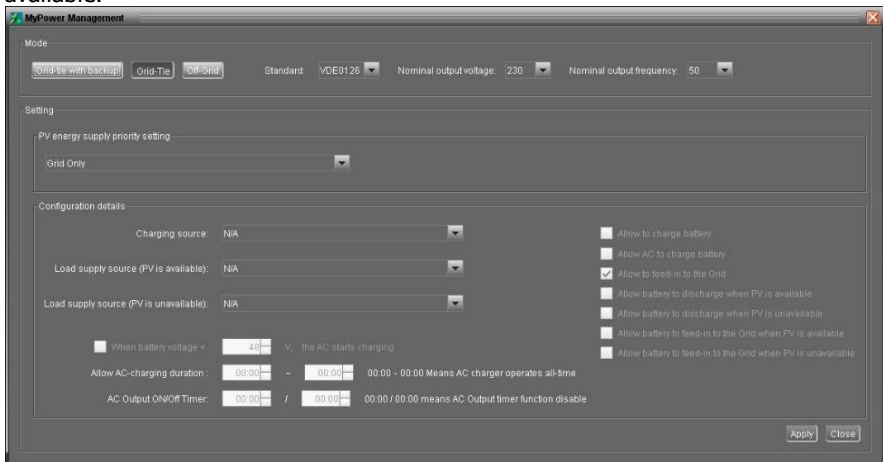 available.
MyPower Management
Mode
Grid-tie with backup Grid-Tie Off-Grid Standard: VDE0126 Nominal output voltage: 230 Nominal output frequency: 50
Setting
PV energy supply priority setting
Grid Only
Configuration details
Charging source: N/A
Load supply source (PV is available): N/A
Load supply source (PV is unavailable): N/A
When battery voltage < 48 V, the AC starts charging
Allow AC-charging duration : 00:00 ~ 00:00 00:00 ~ 00:00 Means AC charger operates all-time
AC Output ON/Off Timer: 00:00 / 00:00 00:00 / 00:00 means AC Output timer function disable
Allow to charge battery
Allow AC to charge battery
Allow to feed-in to the Grid
Allow battery to discharge when PV is available
Allow battery to discharge when PV is unavailable
Allow battery to feed-in to the Grid when PV is available
Allow battery to feed-in to the Grid when PV is unavailable
Apply Close